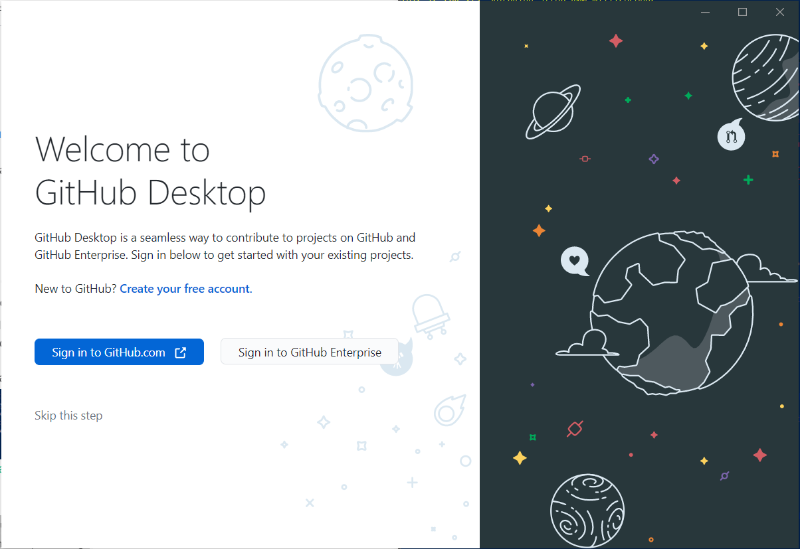 Welcome to
GitHub Desktop
GitHub Desktop is a seamless way to contribute to projects on GitHub and
GitHub Enterprise. Sign in below to get started with your existing projects.
New to GitHub? Create your free account.
Sign in to GitHub.com
Sign in to GitHub Enterprise
Skip this step